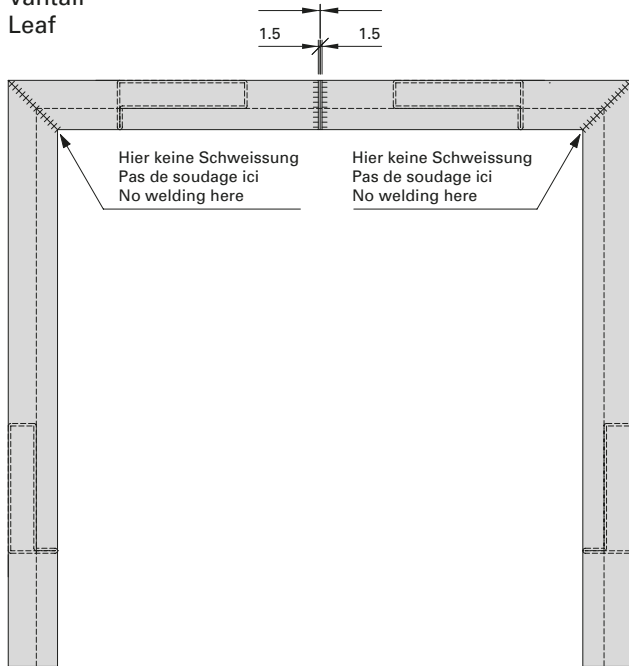 Vantail
Leaf
1.5 1.5
Hier keine Schweissung
Pas de soudage ici
No welding here
Hier keine Schweissung
Pas de soudage ici
No welding here